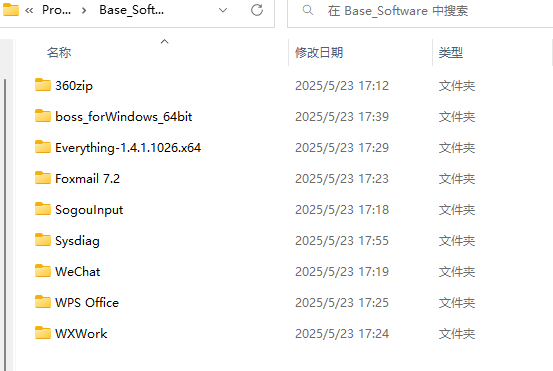 « Pro... > Base_Soft...
在 Base_Software 中搜索
名称 修改日期 类型
360zip 2025/5/23 17:12 文件夹
boss_forWindows_64bit 2025/5/23 17:39 文件夹
Everything-1.4.1.1026.x64 2025/5/23 17:29 文件夹
Foxmail 7.2 2025/5/23 17:23 文件夹
SogouInput 2025/5/23 17:18 文件夹
Sysdiag 2025/5/23 17:55 文件夹
WeChat 2025/5/23 17:19 文件夹
WPS Office 2025/5/23 17:25 文件夹
WXWork 2025/5/23 17:24 文件夹